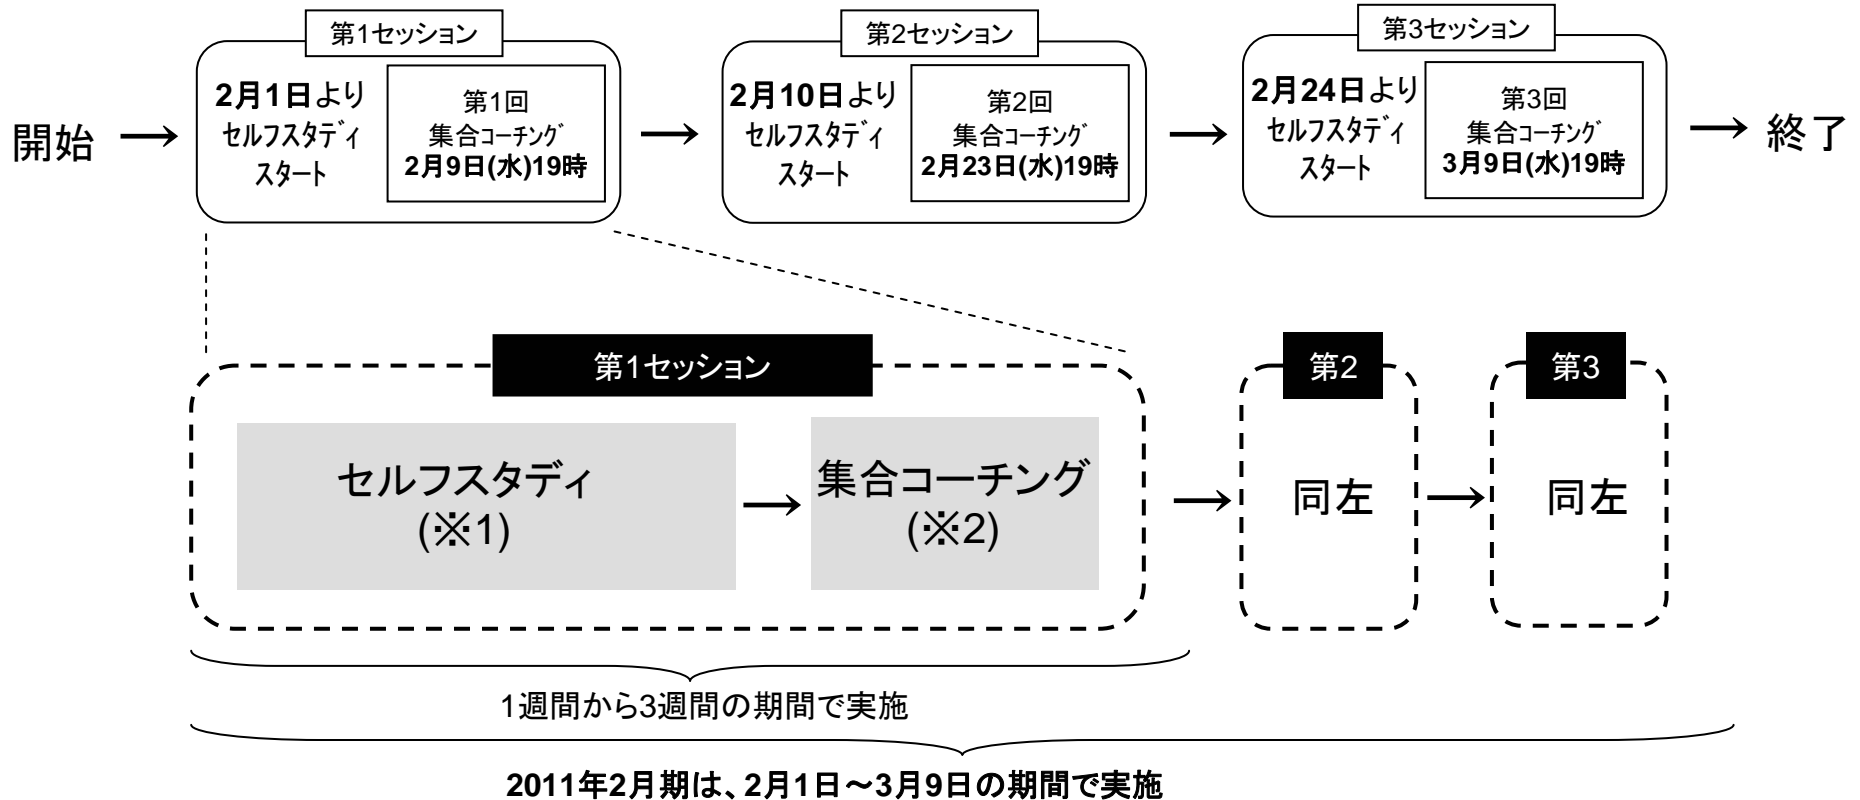 第1セッション
第2セッション
第3セッション
開始
→
2月1日より
セルフスタディ
スタート
第1回
集合コーチング
2月9日(水)19時
→
2月10日より
セルフスタディ
スタート
第2回
集合コーチング
2月23日(水)19時
→
2月24日より
セルフスタディ
スタート
第3回
集合コーチング
3月9日(水)19時
→
終了
第1セッション
セルフスタディ
(※1)
→
集合コーチング
(※2)
→
第2
同左
→
第3
同左
1週間から3週間の期間で実施
2011年2月期は、2月1日～3月9日の期間で実施